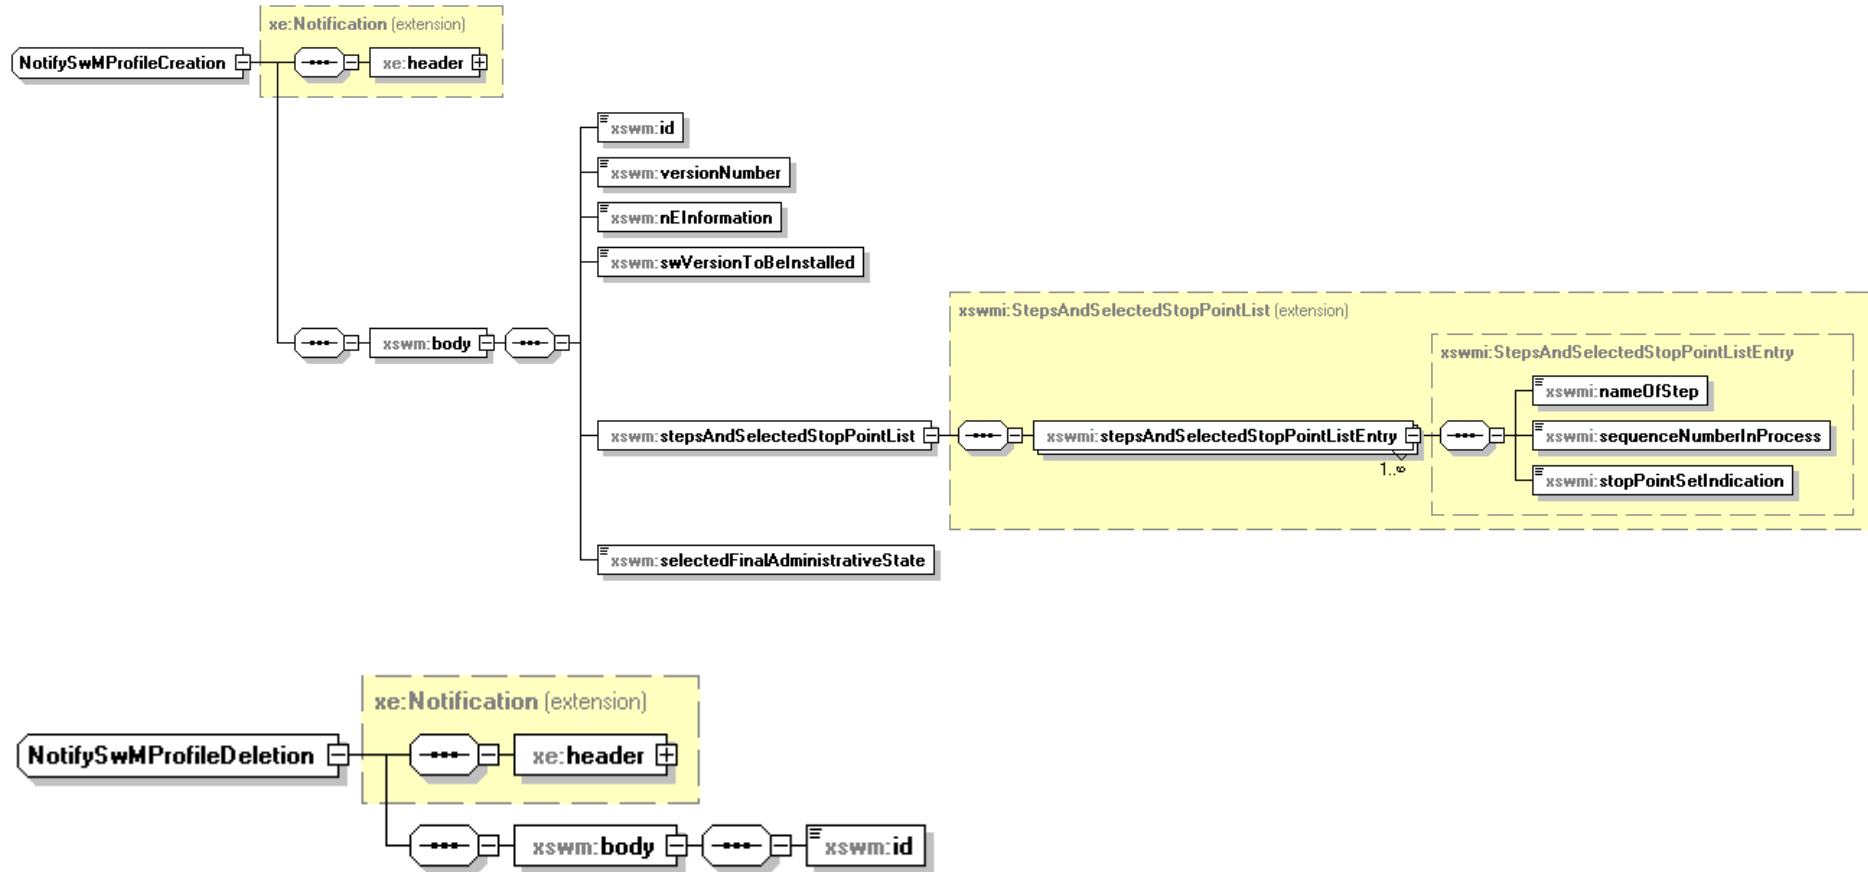 xe:Notification (extension)
NotifySwMProfileCreation
xe:header
xswm:id
xswm:versionNumber
xswm:nEInformation
xswm:swVersionToBeInstalled
xswmi:StepsAndSelectedStopPointList (extension)
xswm:body
xswmi:StepsAndSelectedStopPointListEntry
xswmi:nameOfStep
xswm:stepsAndSelectedStopPointList
xswmi:stepsAndSelectedStopPointListEntry
xswmi:sequenceNumberInProcess
1..∞
xswmi:stopPointSetIndication
xswm:selectedFinalAdministrativeState
xe:Notification (extension)
NotifySwMProfileDeletion
xe:header
xswm:body
xswm:id